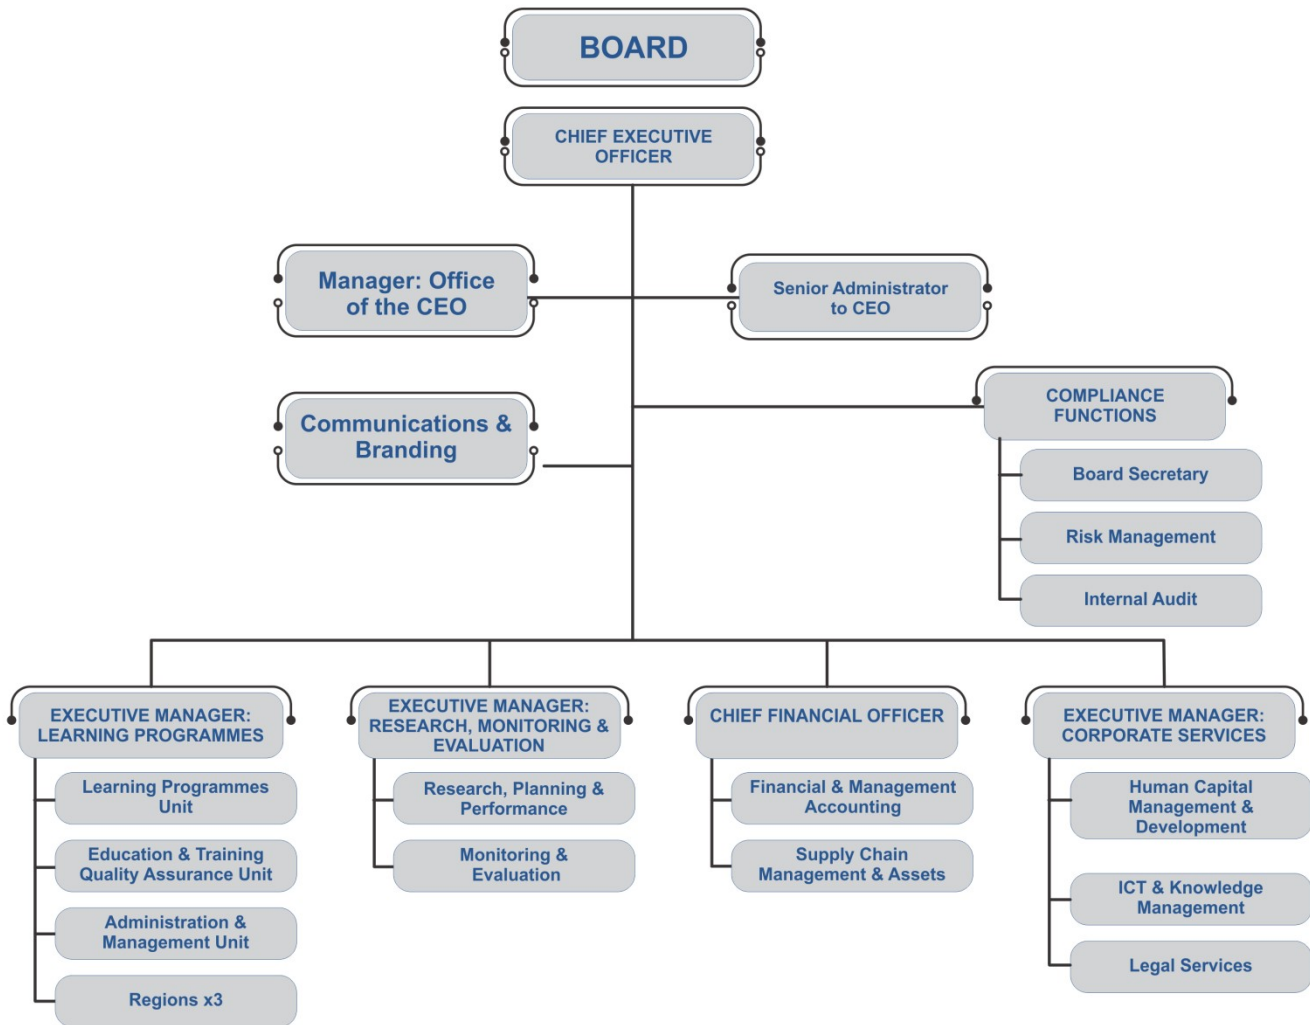 BOARD
CHIEF EXECUTIVE
OFFICER
Manager: Office
of the CEO
Senior Administrator
to CEO
Communications &
Branding
COMPLIANCE
FUNCTIONS
Board Secretary
Risk Management
Internal Audit
EXECUTIVE MANAGER:
LEARNING PROGRAMMES
Learning Programmes
Unit
Education & Training
Quality Assurance Unit
Administration &
Management Unit
Regions x3
EXECUTIVE MANAGER:
RESEARCH, MONITORING &
EVALUATION
Research, Planning &
Performance
Monitoring &
Evaluation
CHIEF FINANCIAL OFFICER
Financial & Management
Accounting
Supply Chain
Management & Assets
EXECUTIVE MANAGER:
CORPORATE SERVICES
Human Capital
Management &
Development
ICT & Knowledge
Management
Legal Services